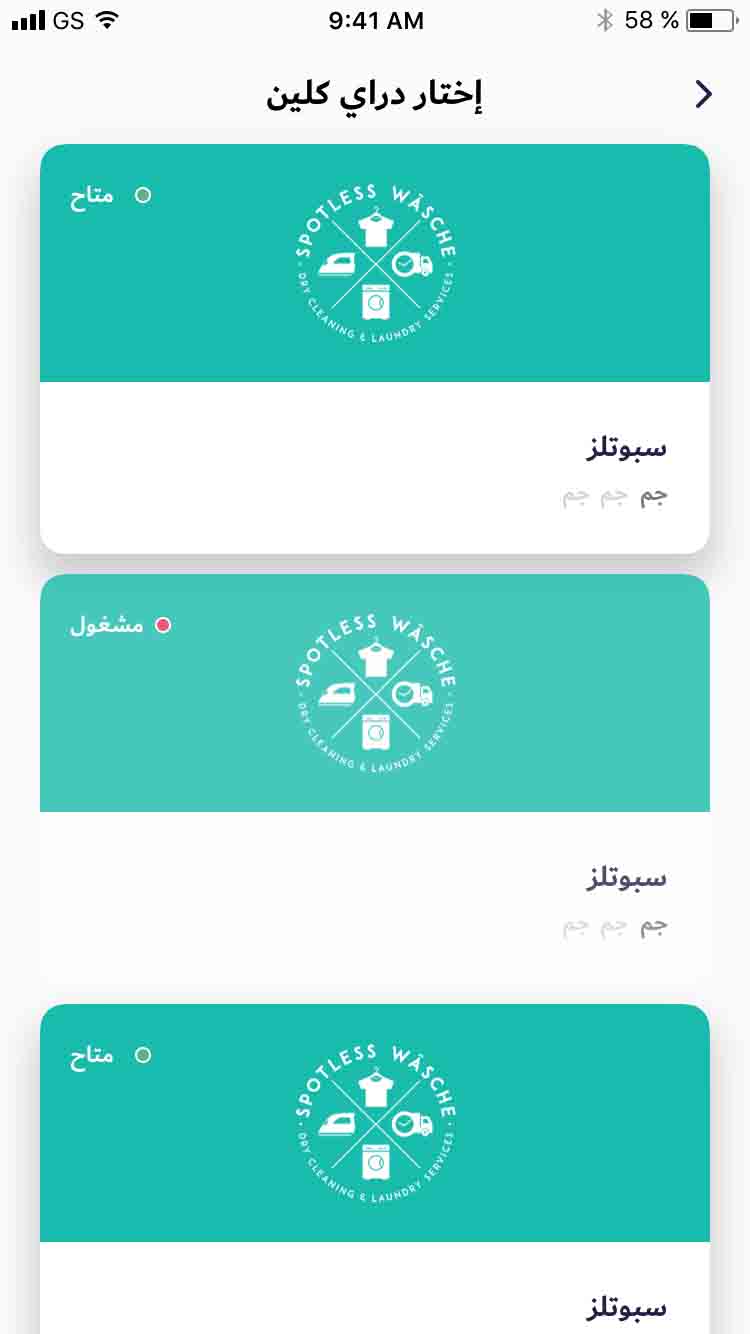 GS 9:41 AM 58 %
إختار دراي كلين
متاح
SPOTLESS WÄSCHE
DRY CLEANING & LAUNDRY SERVICES
سبوتلز
جم جم جم
مشغول
SPOTLESS WÄSCHE
DRY CLEANING & LAUNDRY SERVICES
سبوتلز
جم جم جم
متاح
SPOTLESS WÄSCHE
DRY CLEANING & LAUNDRY SERVICES
سبوتلز